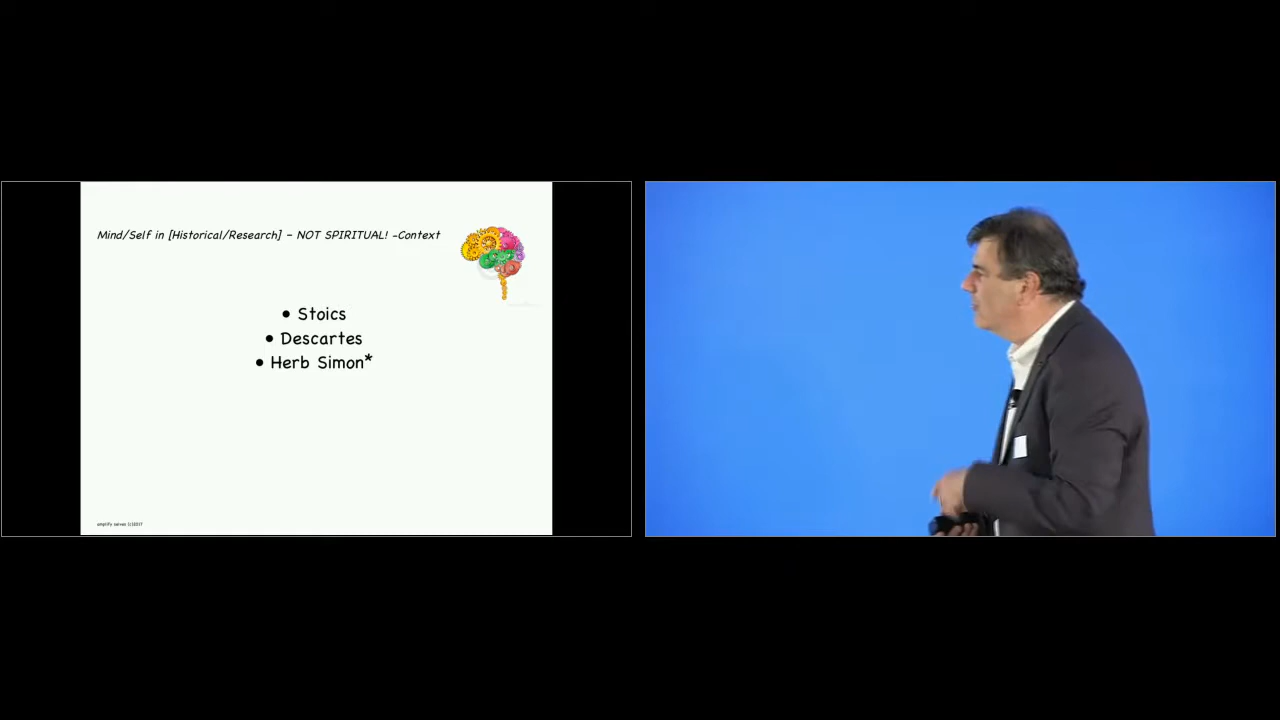 Mind/Self in [Historical/Research] - NOT SPIRITUAL! -Context
• Stoics
• Descartes
• Herb Simon*